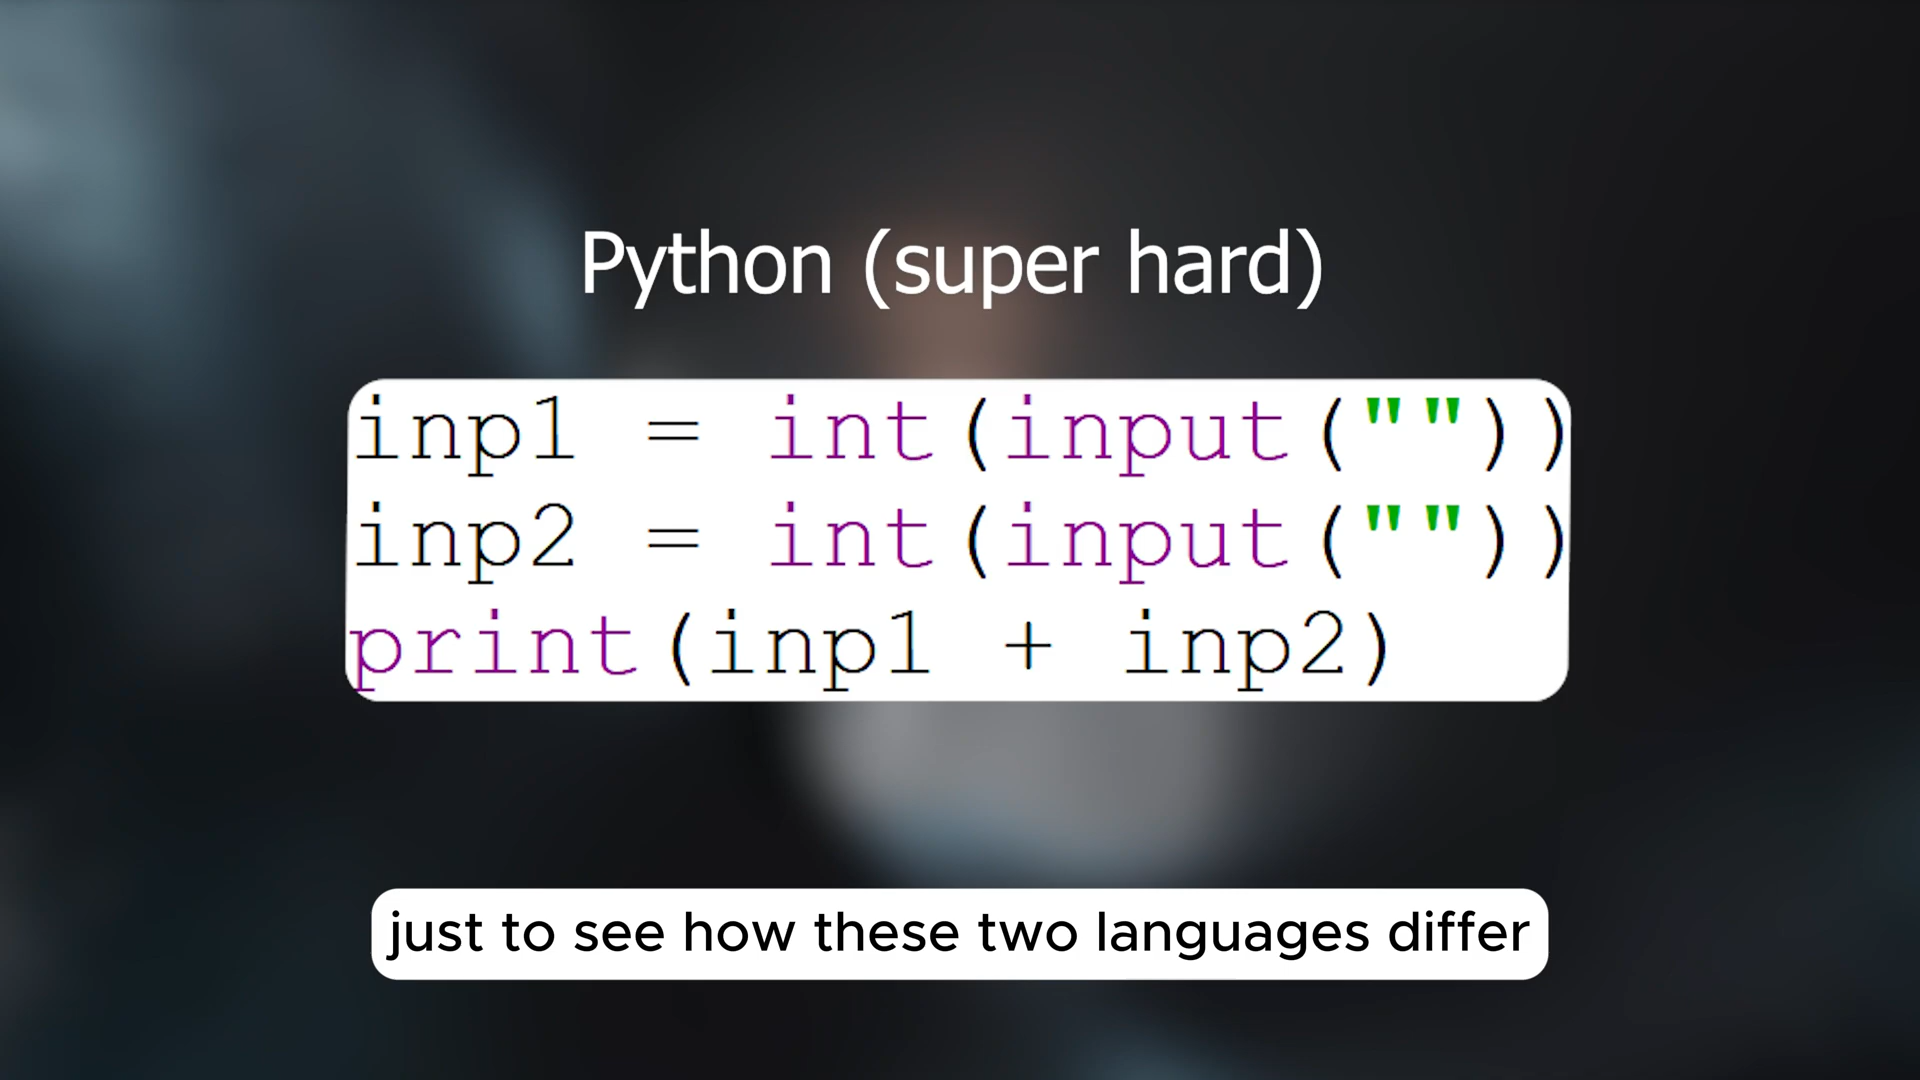 Python (super hard)
inp1 = int(input(""))
inp2 = int(input(""))
print(inp1 + inp2)
just to see how these two languages differ